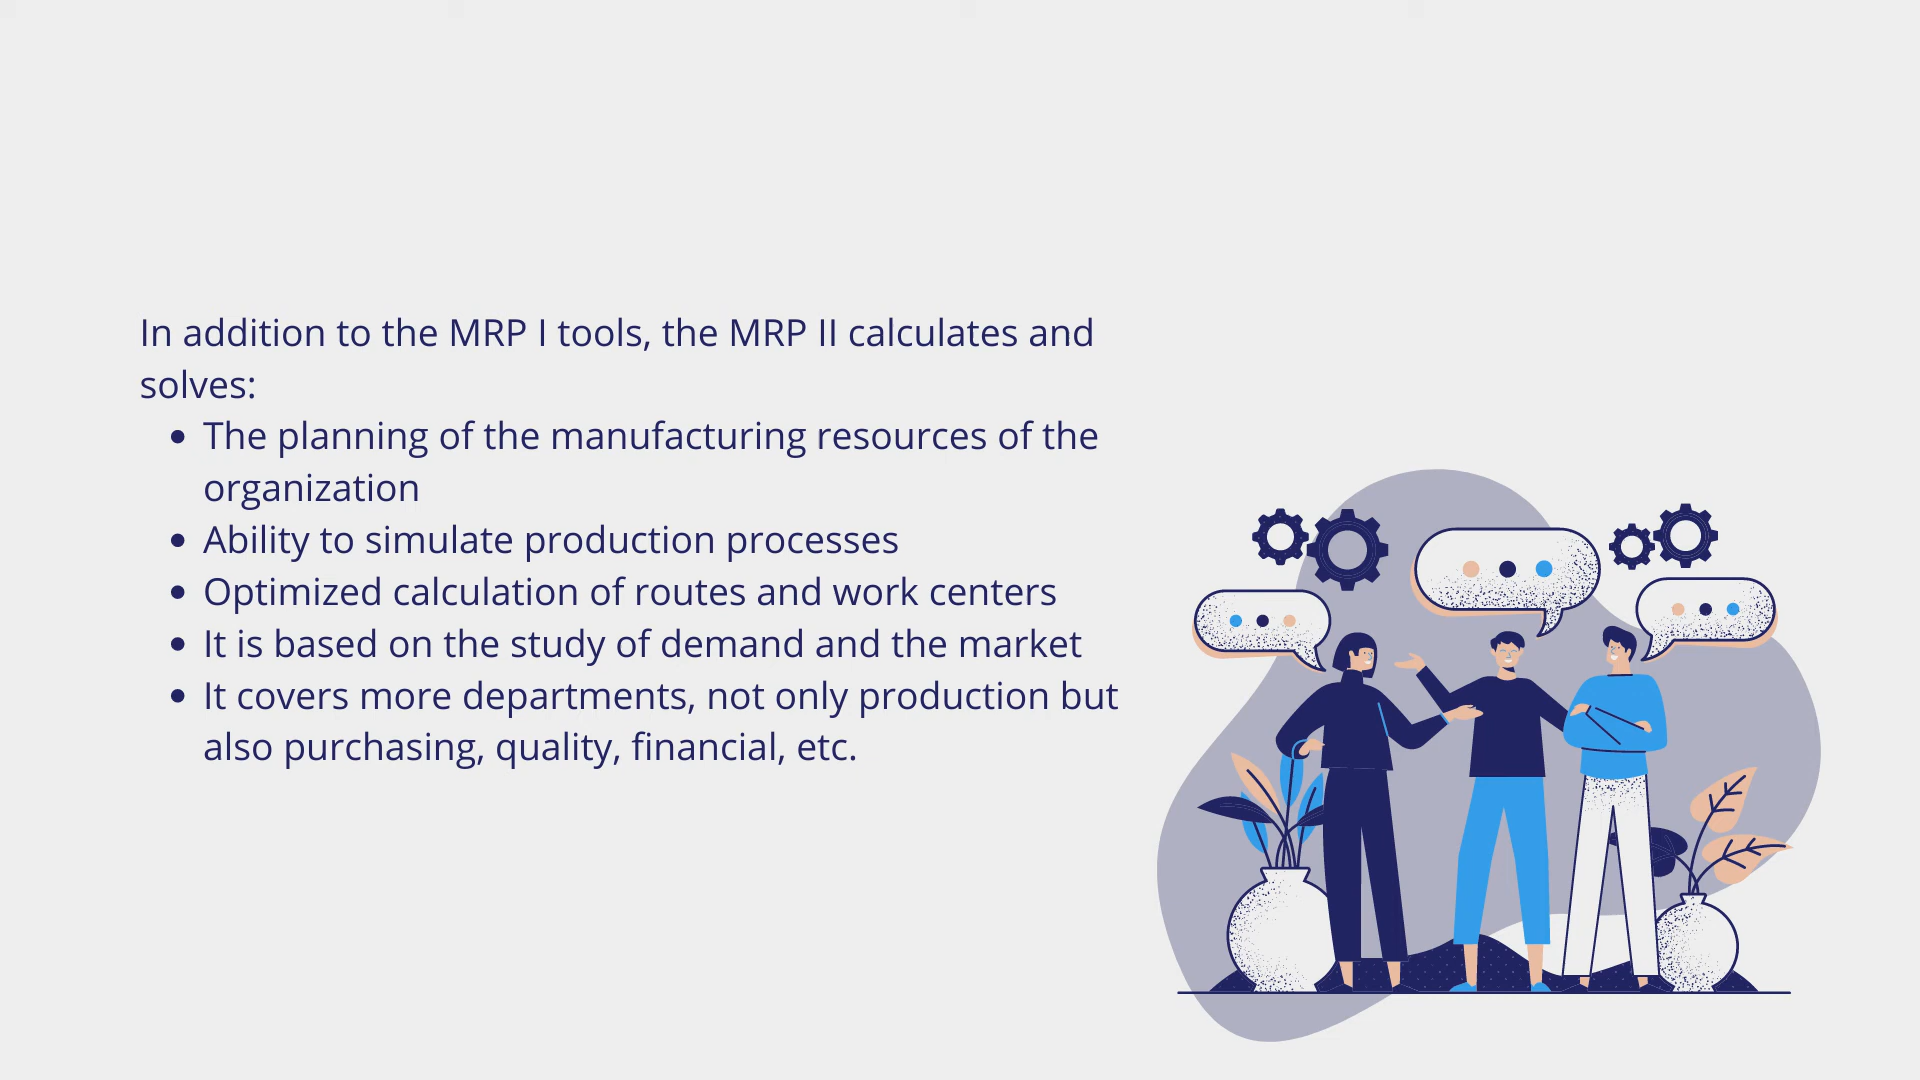 In addition to the MRP I tools, the MRP II calculates and
solves:
• The planning of the manufacturing resources of the
organization
• Ability to simulate production processes
• Optimized calculation of routes and work centers
• It is based on the study of demand and the market
• It covers more departments, not only production but
also purchasing, quality, financial, etc.